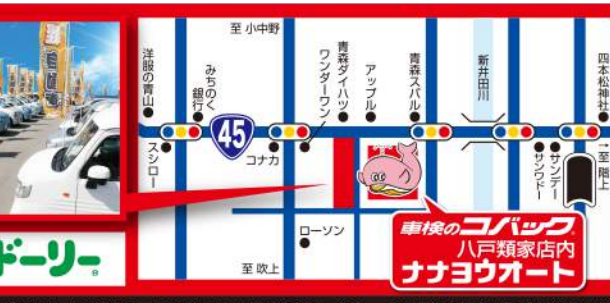 至 小中野
洋服の青山
みちのく
銀行
ワンダーワン
青森ダイハツ
アップル
青森スバル
新井田川
四本松神社
45
スシロー
コナカ
サンワドー
サンデー
→至 階上
ローソン
至 吹上
車検のコバック
八戸類家店内
ナナヨウオート
ドーリー